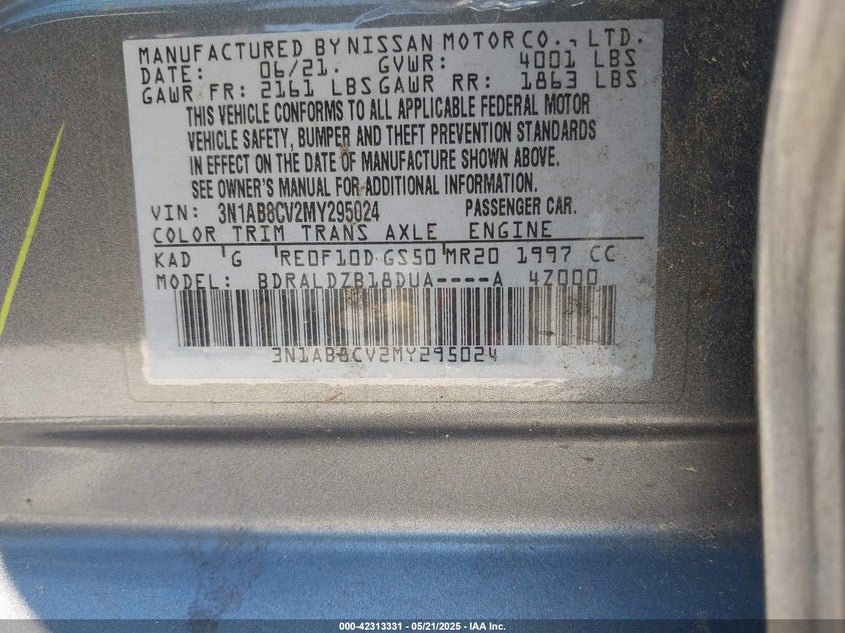 MANUFACTURED BY NISSAN MOTOR CO., LTD.
DATE: 06/21. GVWR: 4001 LBS
GAWR FR: 2161 LBS GAWR RR: 1863 LBS
THIS VEHICLE CONFORMS TO ALL APPLICABLE FEDERAL MOTOR
VEHICLE SAFETY, BUMPER AND THEFT PREVENTION STANDARDS
IN EFFECT ON THE DATE OF MANUFACTURE SHOWN ABOVE.
SEE OWNER'S MANUAL FOR ADDITIONAL INFORMATION.
VIN: 3N1AB8CV2MY295024 PASSENGER CAR.
COLOR TRIM TRANS AXLE ENGINE
KAD G RE0F10D GS50 MR20 1997 CC
MODEL: BDRALDZB18DUA----A 4Z000
3N1AB8CV2MY295024
000-42313331 - 05/21/2025 - IAA Inc.